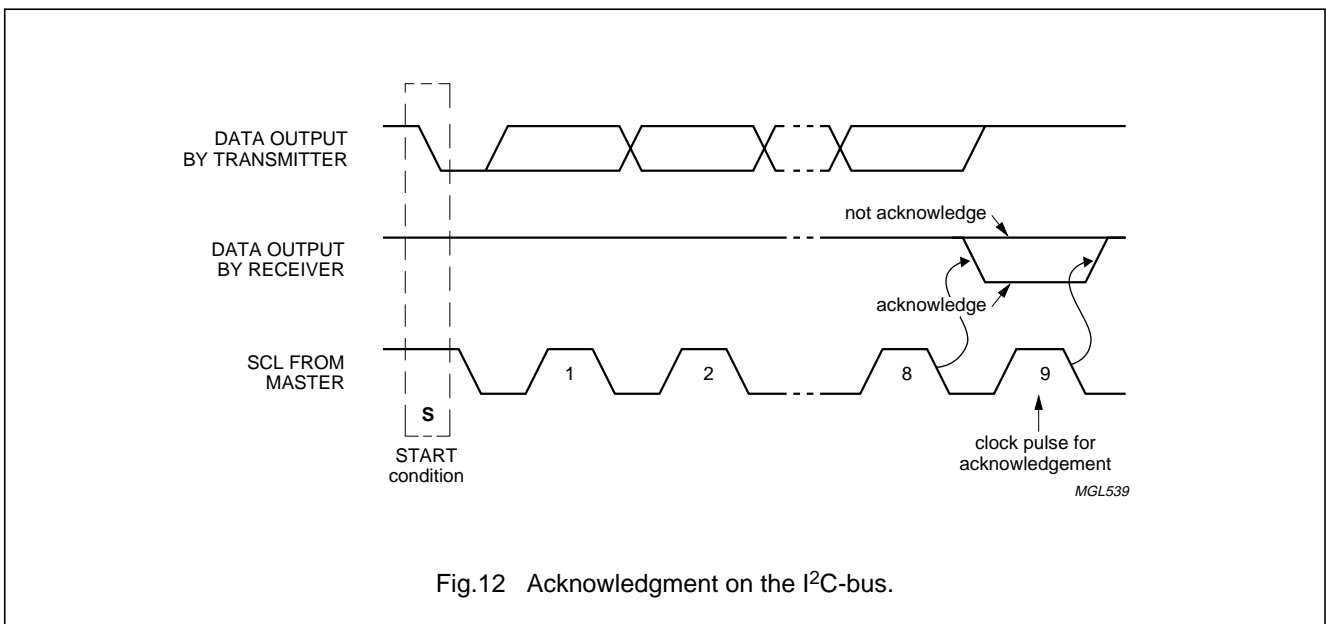 DATA OUTPUT
BY TRANSMITTER
not acknowledge
DATA OUTPUT
BY RECEIVER
acknowledge
SCL FROM
MASTER
1
2
8
9
S
START
condition
clock pulse for
acknowledgement
MGL539
Fig.12 Acknowledgment on the I²C-bus.